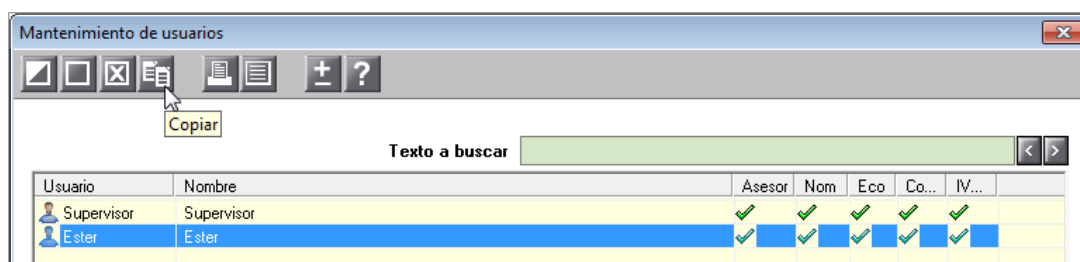 Mantenimiento de usuarios
Copiar
Texto a buscar
Usuario Nombre Asesor Nom Eco Co... IV...
Supervisor Supervisor
Ester Ester